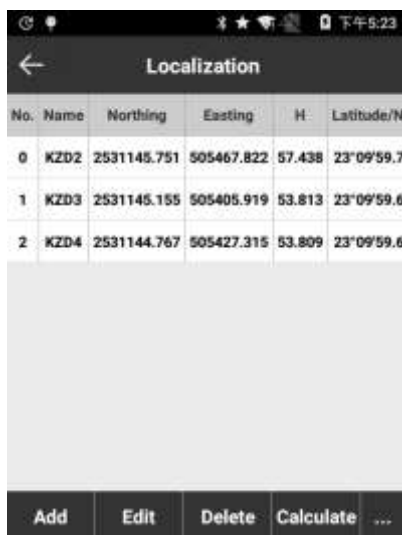 下午5:23
Localization
No. Name Northing Easting H Latitude/N
0 KZD2 2531145.751 505467.822 57.438 23°09'59.7
1 KZD3 2531145.155 505405.919 53.813 23°09'59.6
2 KZD4 2531144.767 505427.315 53.809 23°09'59.6
Add Edit Delete Calculate ...